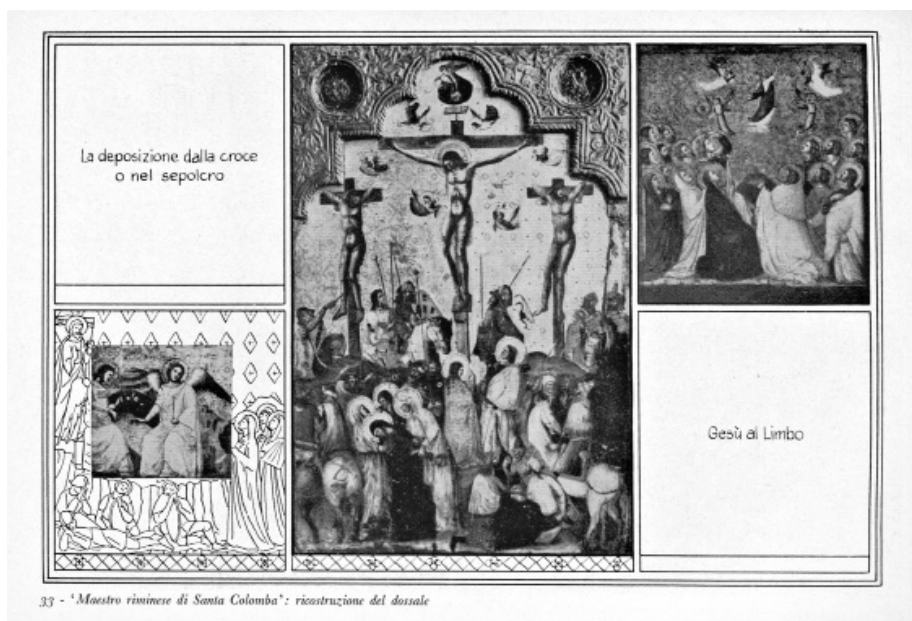 La deposizione dalla croce
o nel sepolcro
Gesù al Limbo
33 - ‘Maestro riminese di Santa Colomba’: ricostruzione del dossale